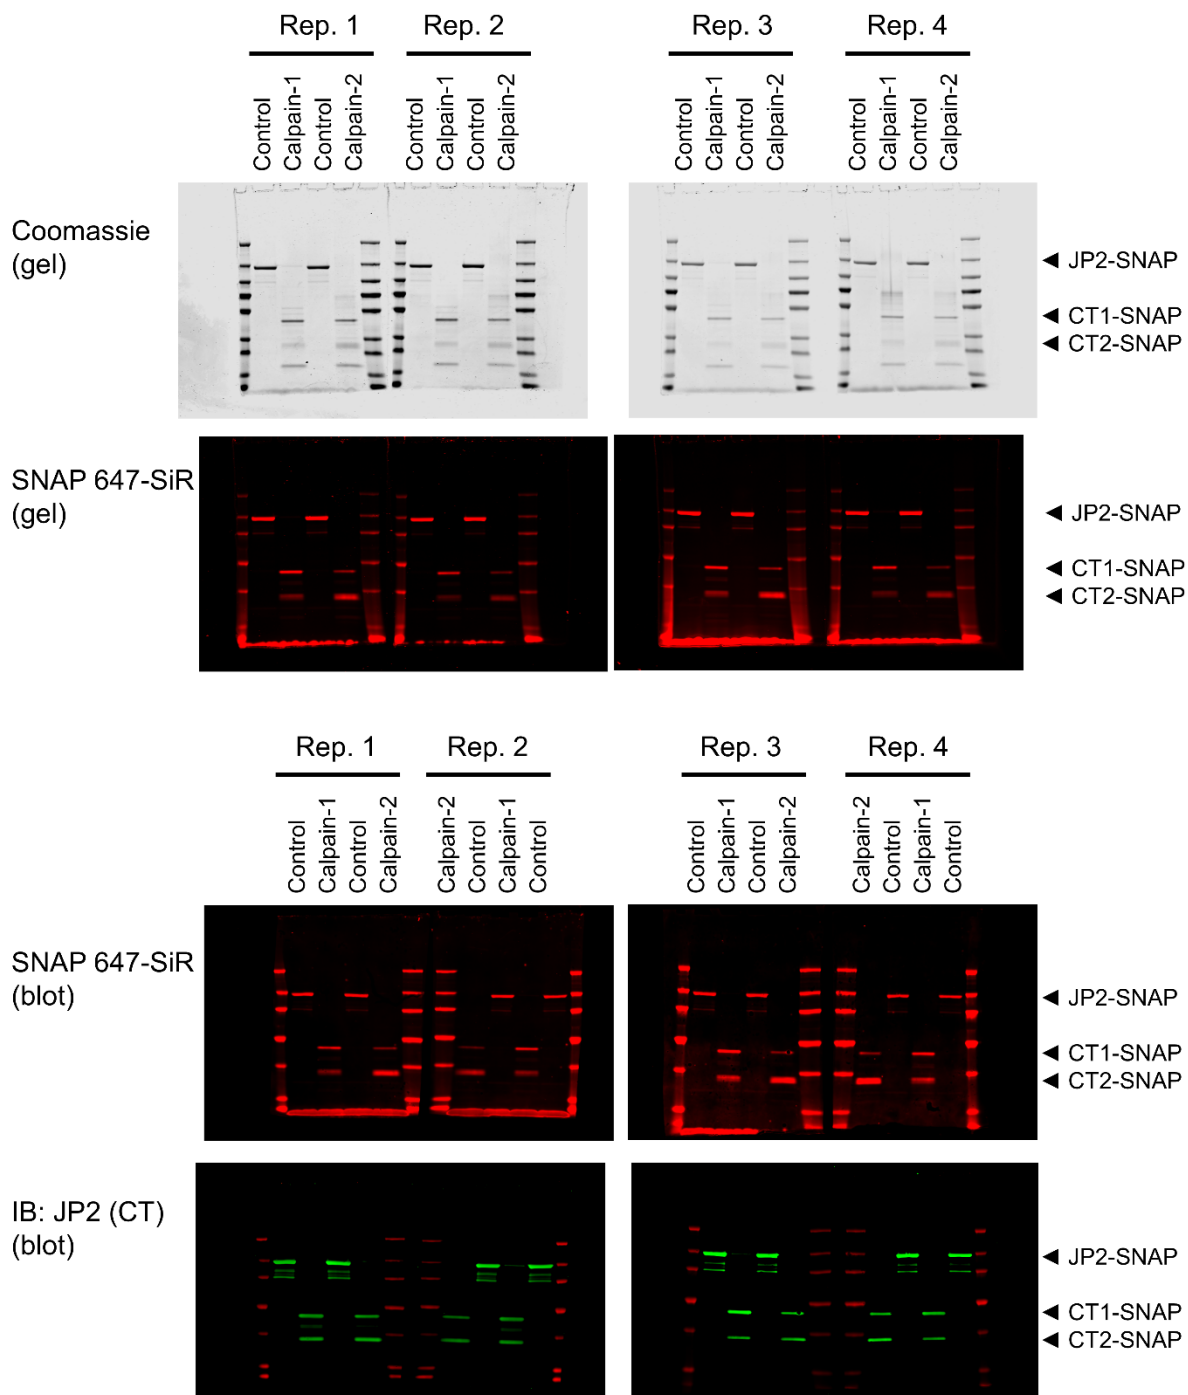 Rep. 1 Rep. 2 Rep. 3 Rep. 4
Control Calpain-1 Control Calpain-2 Control Calpain-1 Control Calpain-2 Control Calpain-1 Control Calpain-2 Control Calpain-1 Control Calpain-2
Coomassie
(gel)
◄ JP2-SNAP
◄ CT1-SNAP
◄ CT2-SNAP
SNAP 647-SiR
(gel)
◄ JP2-SNAP
◄ CT1-SNAP
◄ CT2-SNAP
Rep. 1 Rep. 2 Rep. 3 Rep. 4
Control Calpain-1 Control Calpain-2 Calpain-2 Control Calpain-1 Control Control Calpain-1 Control Calpain-2 Calpain-2 Control Calpain-1 Control
SNAP 647-SiR
(blot)
◄ JP2-SNAP
◄ CT1-SNAP
◄ CT2-SNAP
IB: JP2 (CT)
(blot)
◄ JP2-SNAP
◄ CT1-SNAP
◄ CT2-SNAP